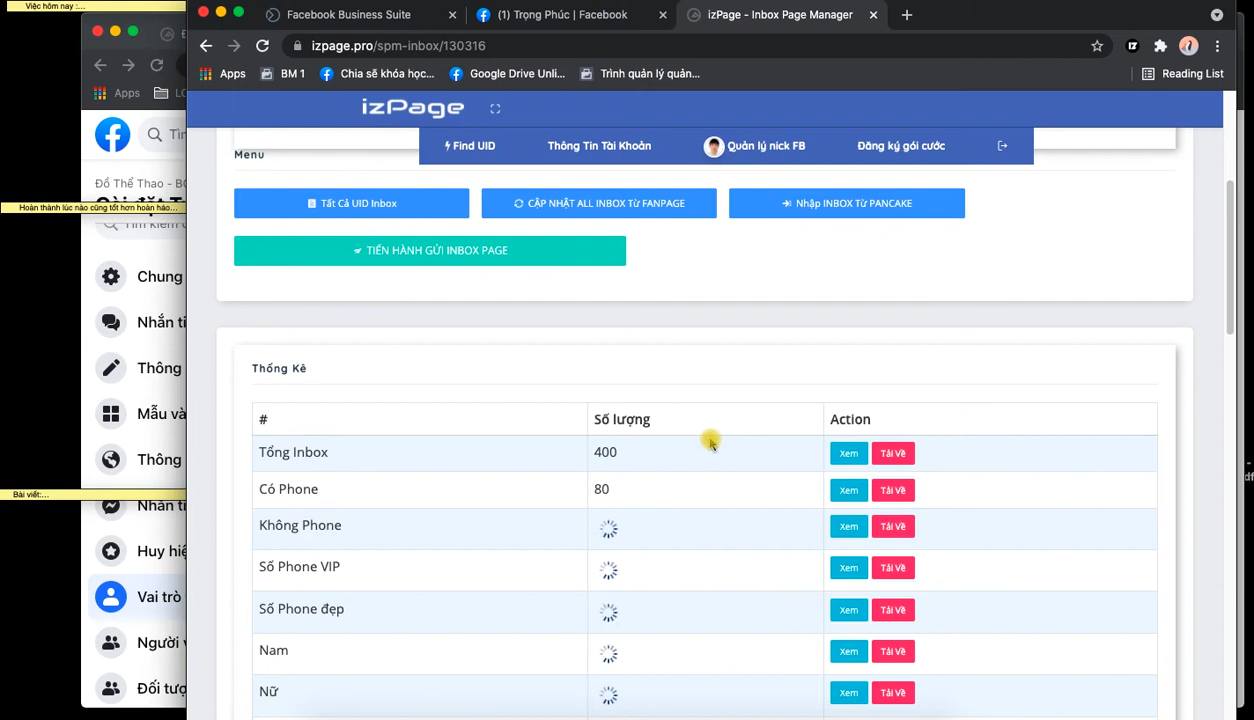 Việc hôm nay :...
Facebook Business Suite
(1) Trọng Phúc | Facebook
izPage - Inbox Page Manager
izpage.pro/spm-inbox/130316
Apps
BM 1
Chia sẽ khóa học...
Google Drive Unli...
Trình quản lý quản...
Reading List
Apps
izPage
Find UID
Thông Tin Tài Khoản
Quản lý nick FB
Đăng ký gói cước
Menu
Tất Cả UID Inbox
CẬP NHẬT ALL INBOX Từ FANPAGE
Nhập INBOX Từ PANCAKE
TIẾN HÀNH GỬI INBOX PAGE
Đồ Thể Thao - BỘ
Hoàn thành lúc nào cũng tốt hơn hoàn hảo...
Chung
Nhắn ti
Thông
Mẫu và
Thông
Bài viết:...
Nhắn ti
Huy hiệ
Vai trò
Người v
Đối tượ
Thống Kê
# Số lượng Action
Tổng Inbox 400 Xem Tải Về
Có Phone 80 Xem Tải Về
Không Phone Xem Tải Về
Số Phone VIP Xem Tải Về
Số Phone đẹp Xem Tải Về
Nam Xem Tải Về
Nữ Xem Tải Về